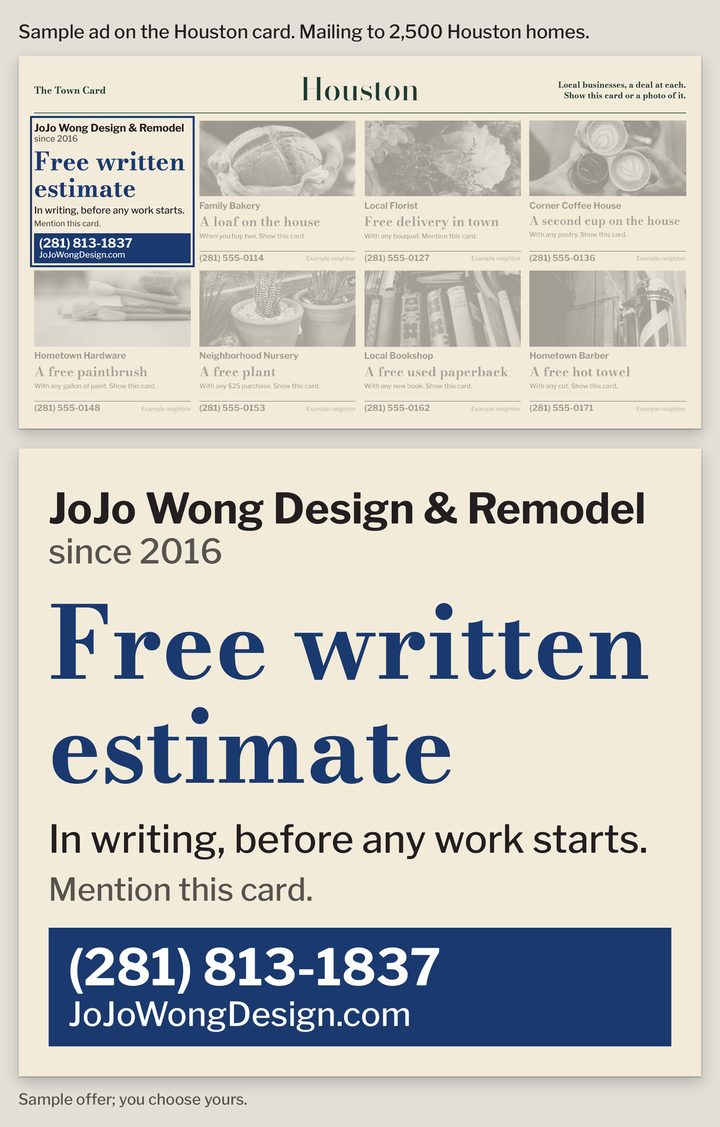 Sample ad on the Houston card. Mailing to 2,500 Houston homes.
The Town Card
Houston
Local businesses, a deal at each.
Show this card or a photo of it.
JoJo Wong Design & Remodel
since 2016
Free written
estimate
In writing, before any work starts.
Mention this card.
(281) 813-1837
JoJoWongDesign.com
Family Bakery
A loaf on the house
When you buy two. Show this card.
(281) 555-0114
Example neighbor
Local Florist
Free delivery in town
With any bouquet. Mention this card.
(281) 555-0127
Example neighbor
Corner Coffee House
A second cup on the house
With any pastry. Show this card.
(281) 555-0136
Example neighbor
Hometown Hardware
A free paintbrush
With any gallon of paint. Show this card.
(281) 555-0148
Example neighbor
Neighborhood Nursery
A free plant
With any $25 purchase. Show this card.
(281) 555-0153
Example neighbor
Local Bookshop
A free used paperback
With any new book. Show this card.
(281) 555-0162
Example neighbor
Hometown Barber
A free hot towel
With any cut. Show this card.
(281) 555-0171
Example neighbor
JoJo Wong Design & Remodel
since 2016
Free written
estimate
In writing, before any work starts.
Mention this card.
(281) 813-1837
JoJoWongDesign.com
Sample offer; you choose yours.